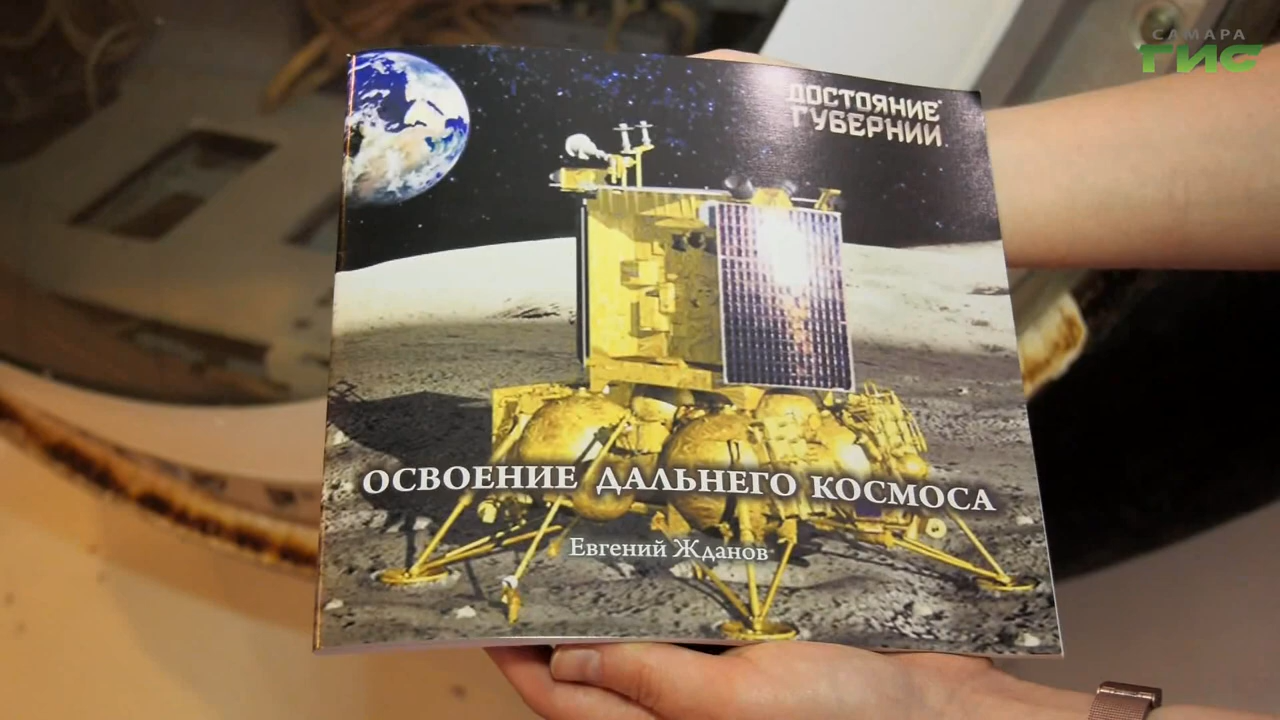 САМАРА
ГИС
ДОСТОЯНИЕ
ГУБЕРНИИ
ОСВОЕНИЕ ДАЛЬНЕГО КОСМОСА
Евгений Жданов